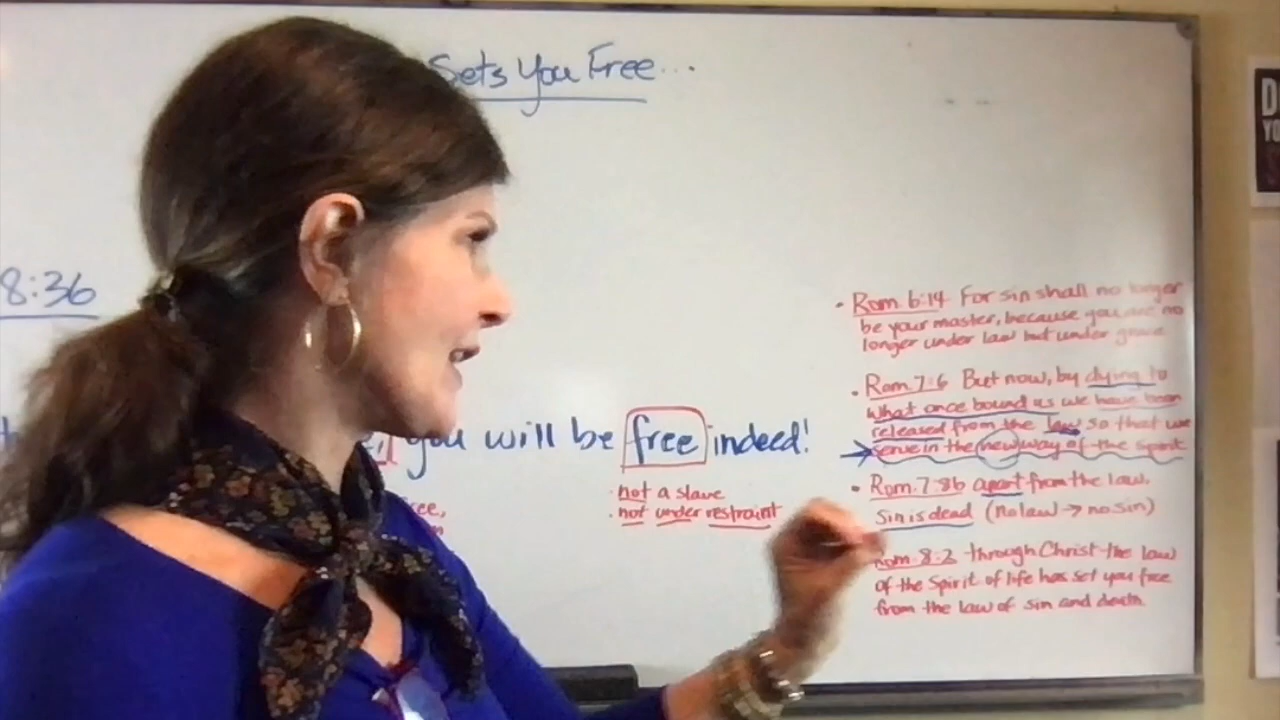 Sets You Free...
8:36
you will be free indeed!
· not a slave
· not under restraint
ree,
• Rom. 6:14 For sin shall no longer
be your master, because you are no
longer under law but under grace
• Rom. 7:6 But now, by dying to
what once bound us we have been
released from the law so that we
serve in the new way of the Spirit
• Rom. 7:8b apart from the law,
Sin is dead (no law → no sin)
Rom. 8:2 through Christ the law
of the Spirit of life has set you free
from the law of sin and death
D
YO